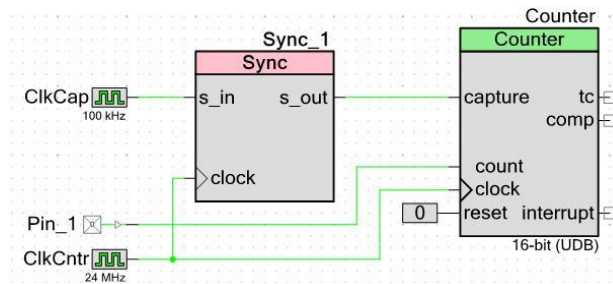 Counter
Sync_1
Counter
Sync
ClkCap
100 kHz
s_in
s_out
capture
tc
comp
count
clock
clock
Pin_1
0
reset
interrupt
ClkCntr
24 MHz
16-bit (UDB)